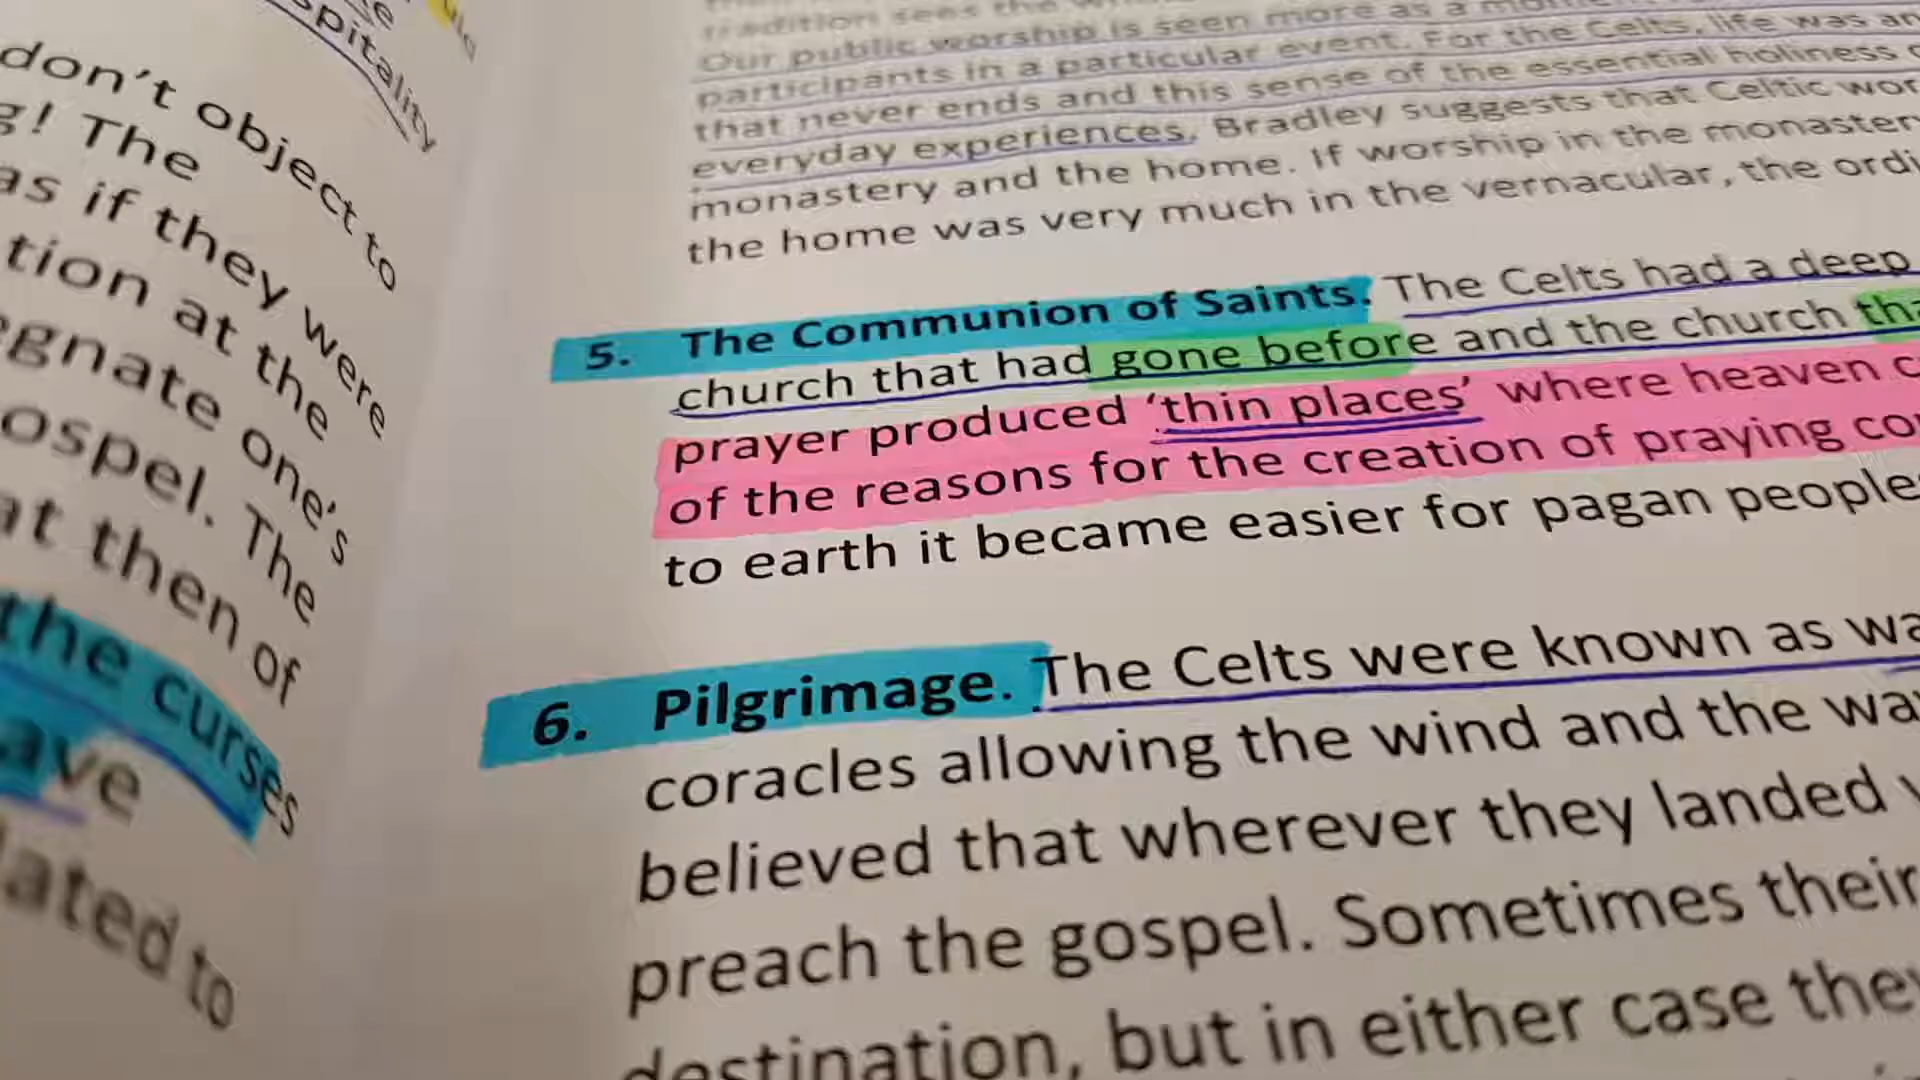 pitality
don't object to
g! The
as if they were
tion at the
egnate one's
ospel. The
at then of
the curses
ave
lated to
tradition sees the
Our public worship is seen more as a
participants in a particular event. For the Celts, life was an
that never ends and this sense of the essential holiness
everyday experiences. Bradley suggests that Celtic wor
monastery and the home. If worship in the monaster
the home was very much in the vernacular, the ordi
5. The Communion of Saints. The Celts had a deep
church that had gone before and the church tha
prayer produced 'thin places' where heaven c
of the reasons for the creation of praying co
to earth it became easier for pagan peoples
6. Pilgrimage. The Celts were known as wa
coracles allowing the wind and the wa
believed that wherever they landed
preach the gospel. Sometimes their
destination, but in either case they